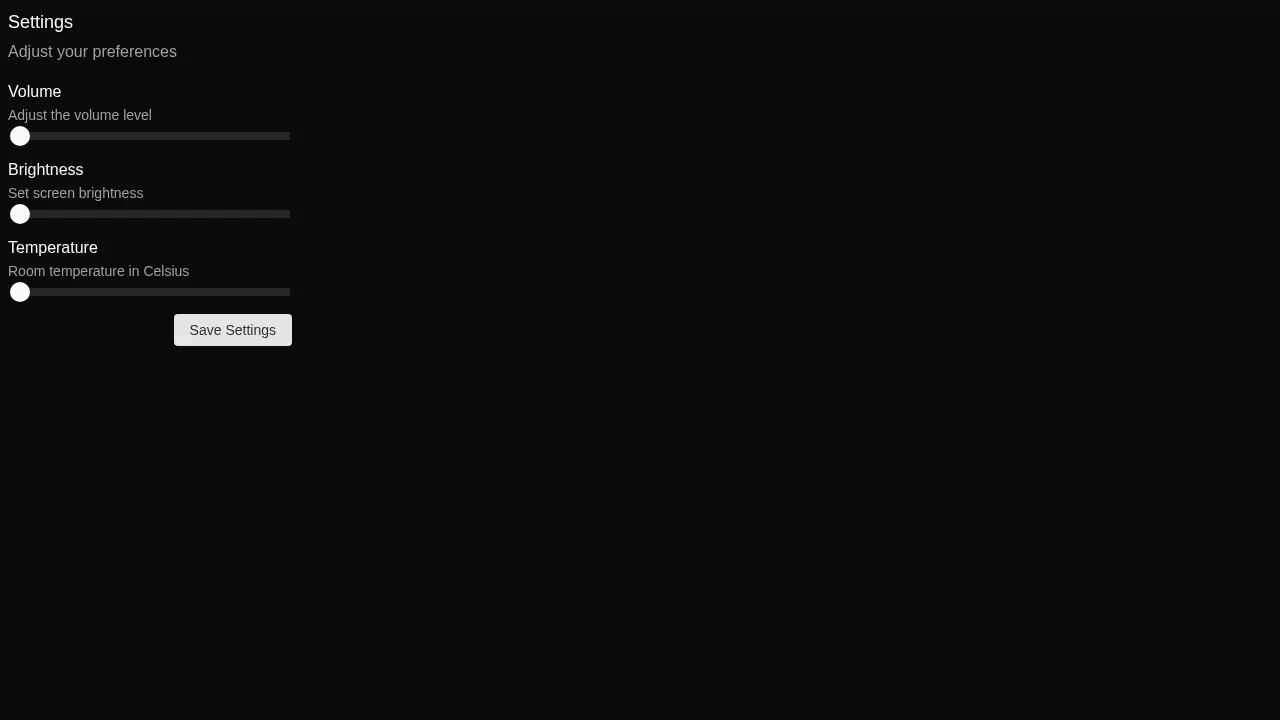 Settings
Adjust your preferences
Volume
Adjust the volume level
Brightness
Set screen brightness
Temperature
Room temperature in Celsius
Save Settings